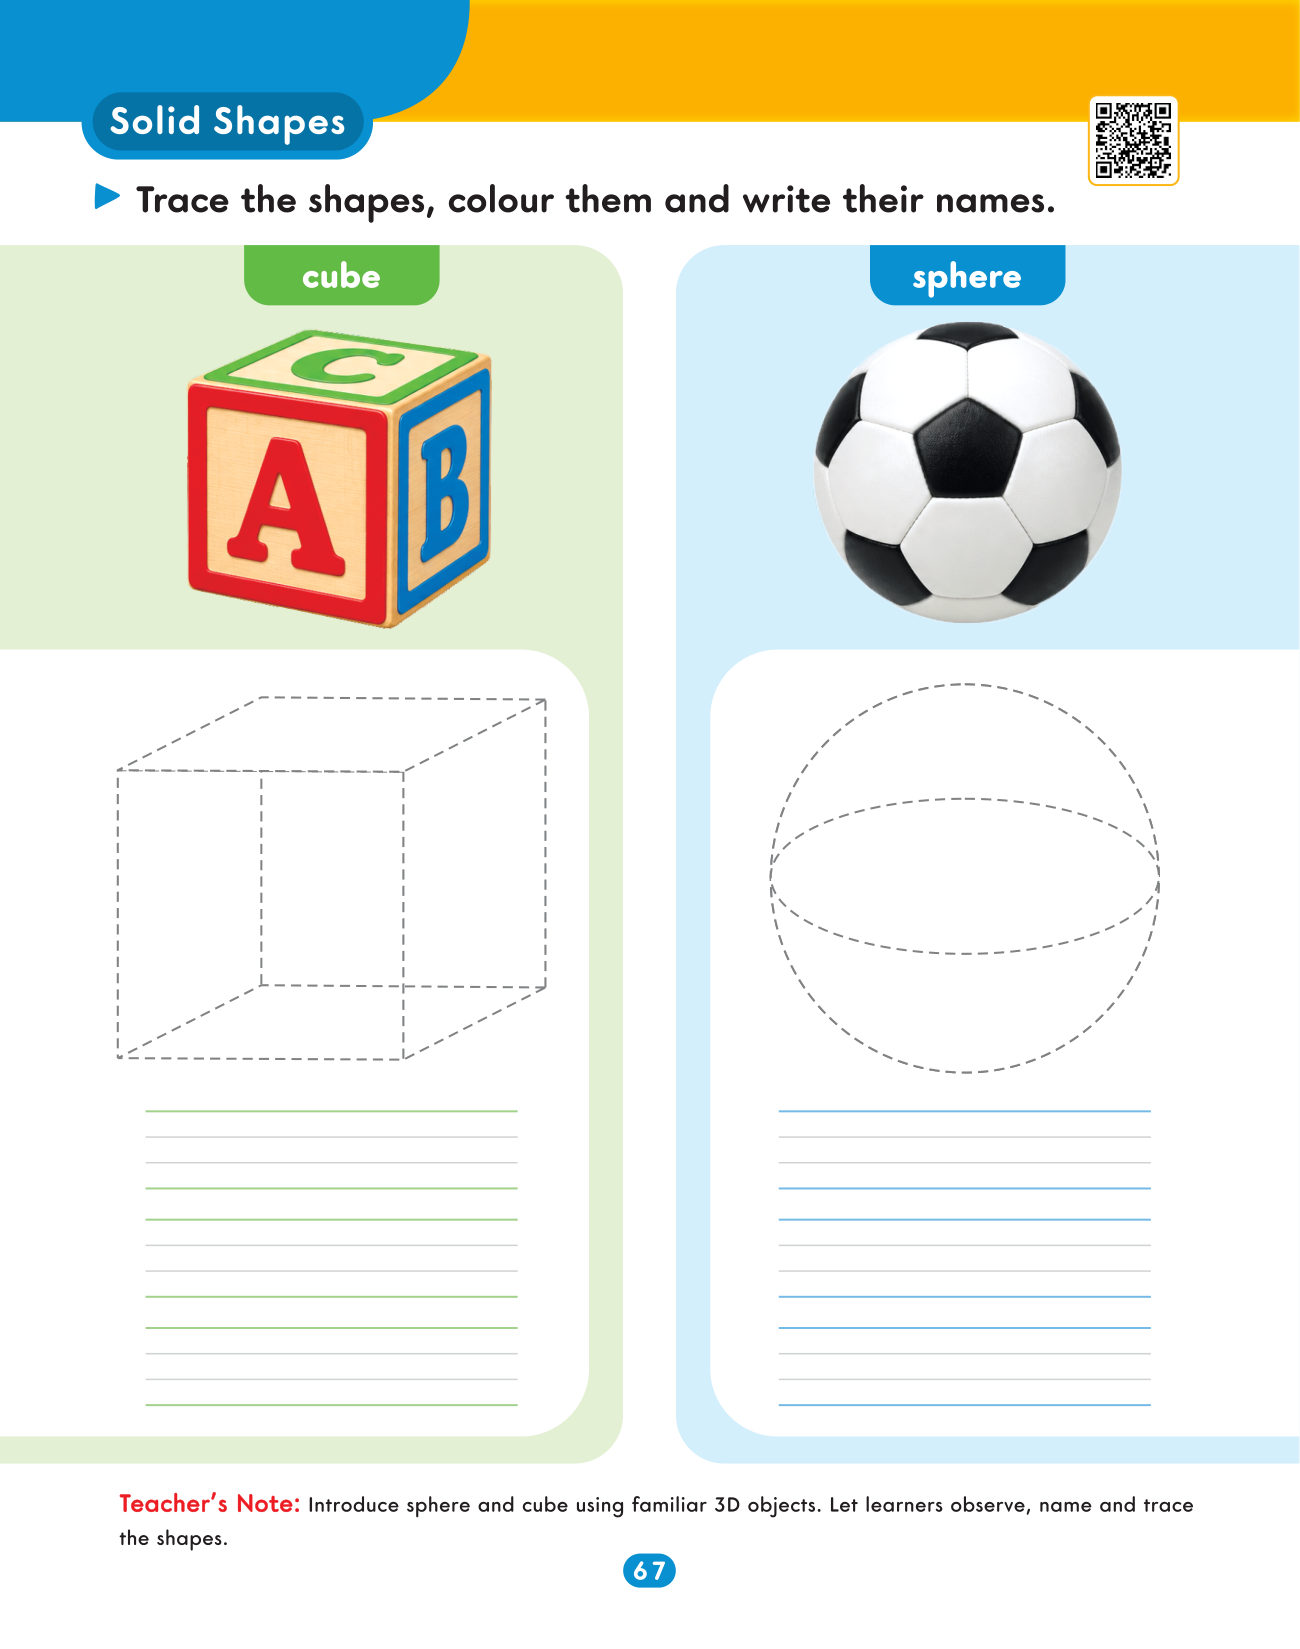 Solid Shapes
Trace the shapes, colour them and write their names.
cube
C
A
B
sphere
Teacher's Note: Introduce sphere and cube using familiar 3D objects. Let learners observe, name and trace
the shapes.
67